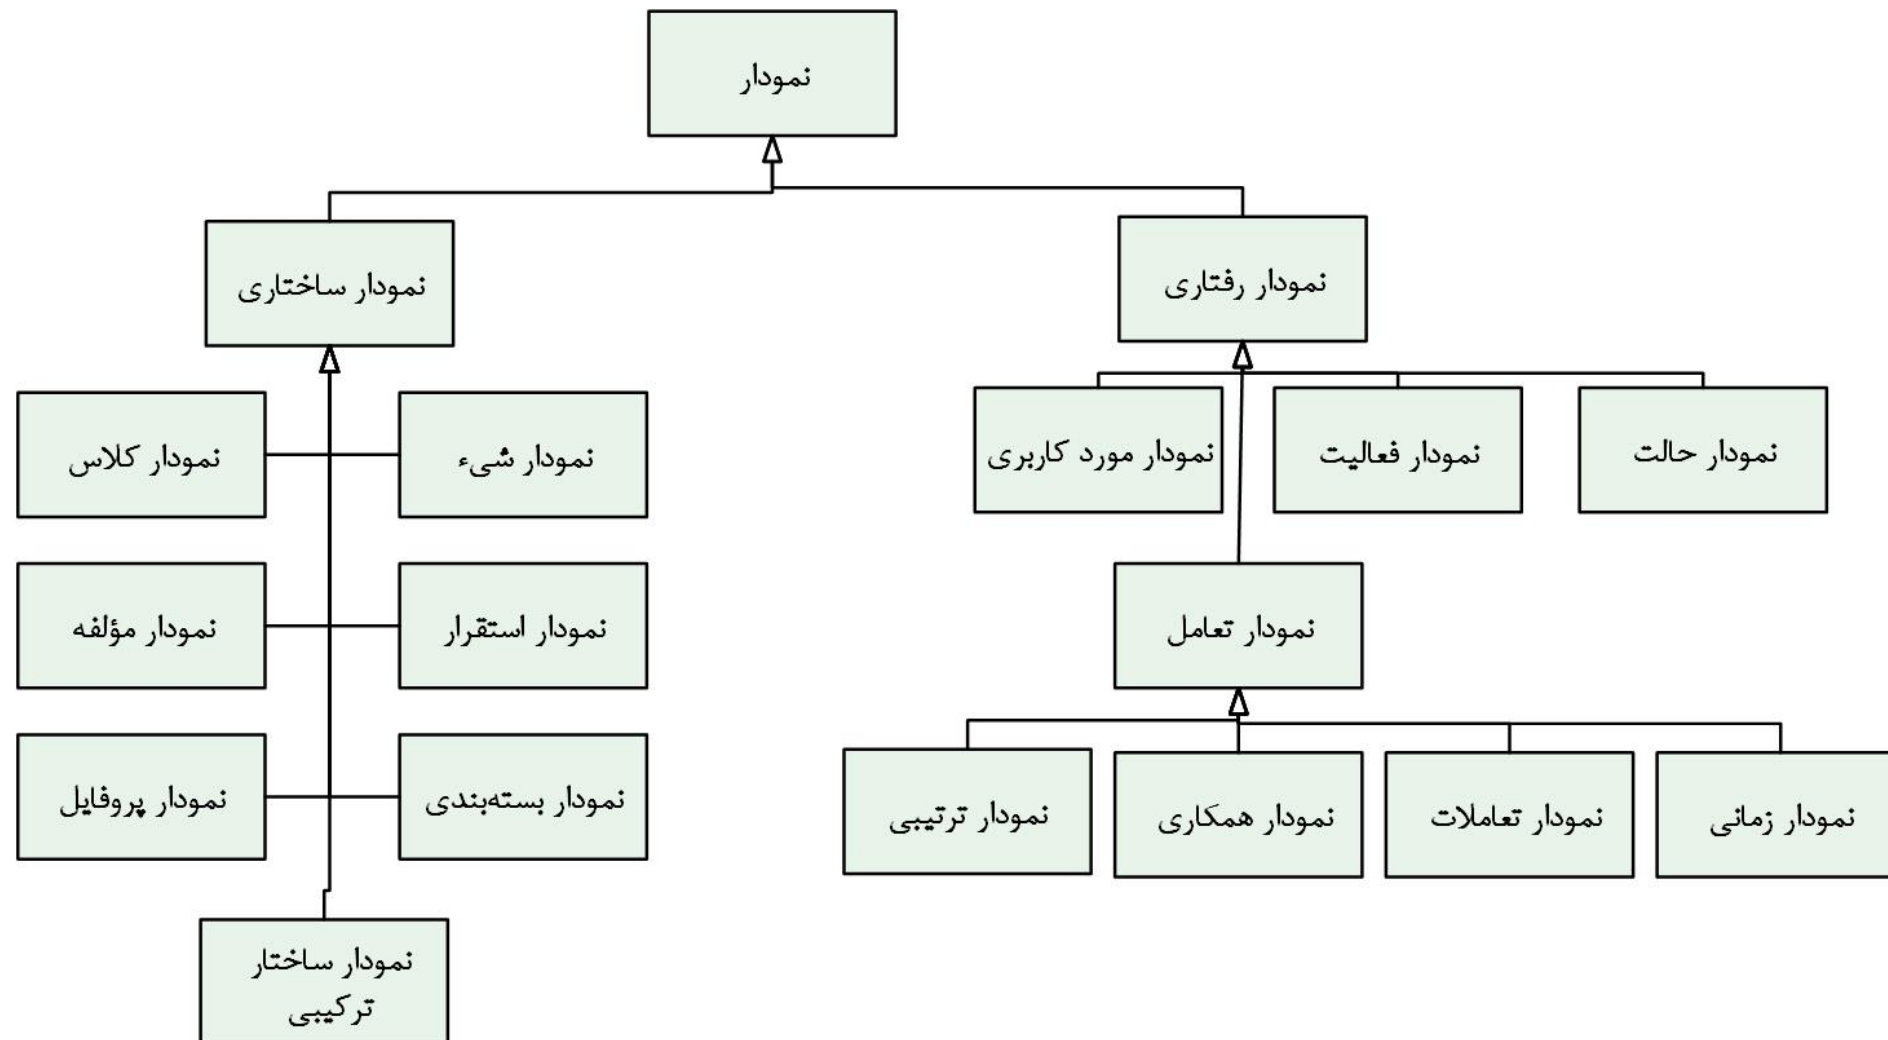 نمودار
نمودار ساختاری
نمودار رفتاری
نمودار کلاس
نمودار شیء
نمودار مؤلفه
نمودار استقرار
نمودار پروفایل
نمودار بسته‌بندی
نمودار ساختار
ترکیبی
نمودار مورد کاربری
نمودار فعالیت
نمودار حالت
نمودار تعامل
نمودار ترتیبی
نمودار همکاری
نمودار تعاملات
نمودار زمانی